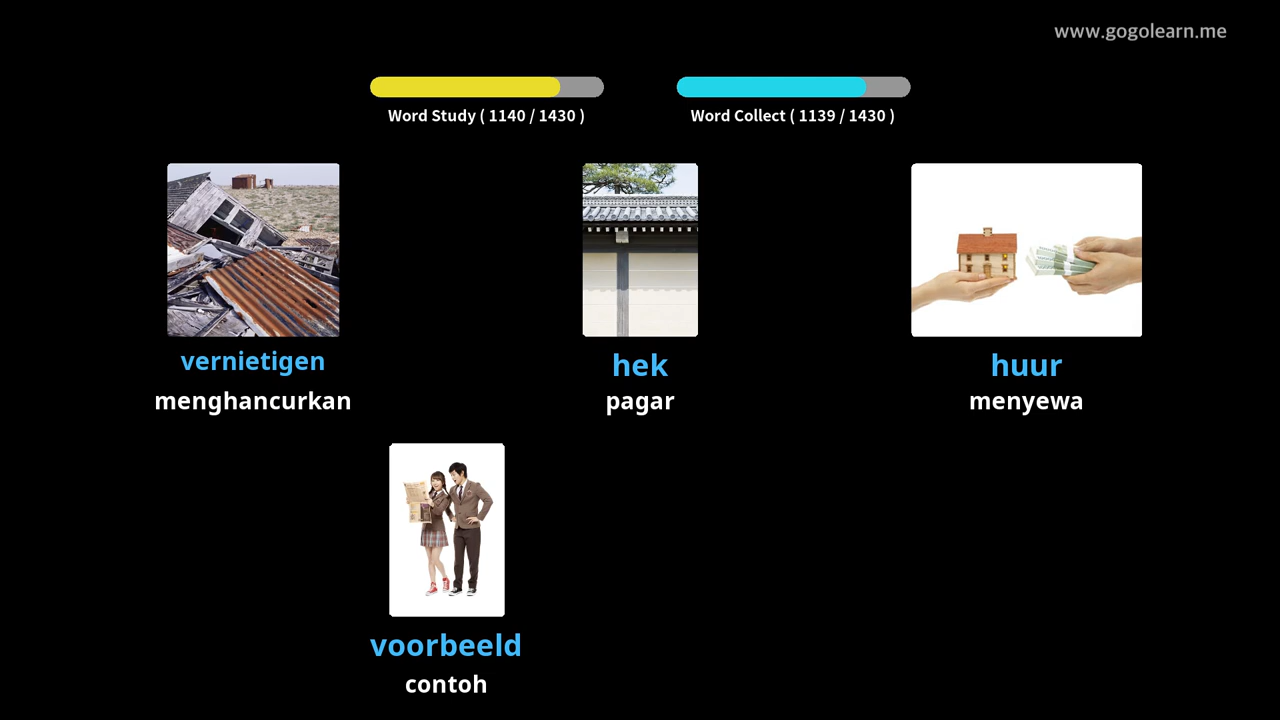 www.gogolearn.me
Word Study ( 1140 / 1430 )
Word Collect ( 1139 / 1430 )
vernietigen
menghancurkan
hek
pagar
huur
menyewa
voorbeeld
contoh